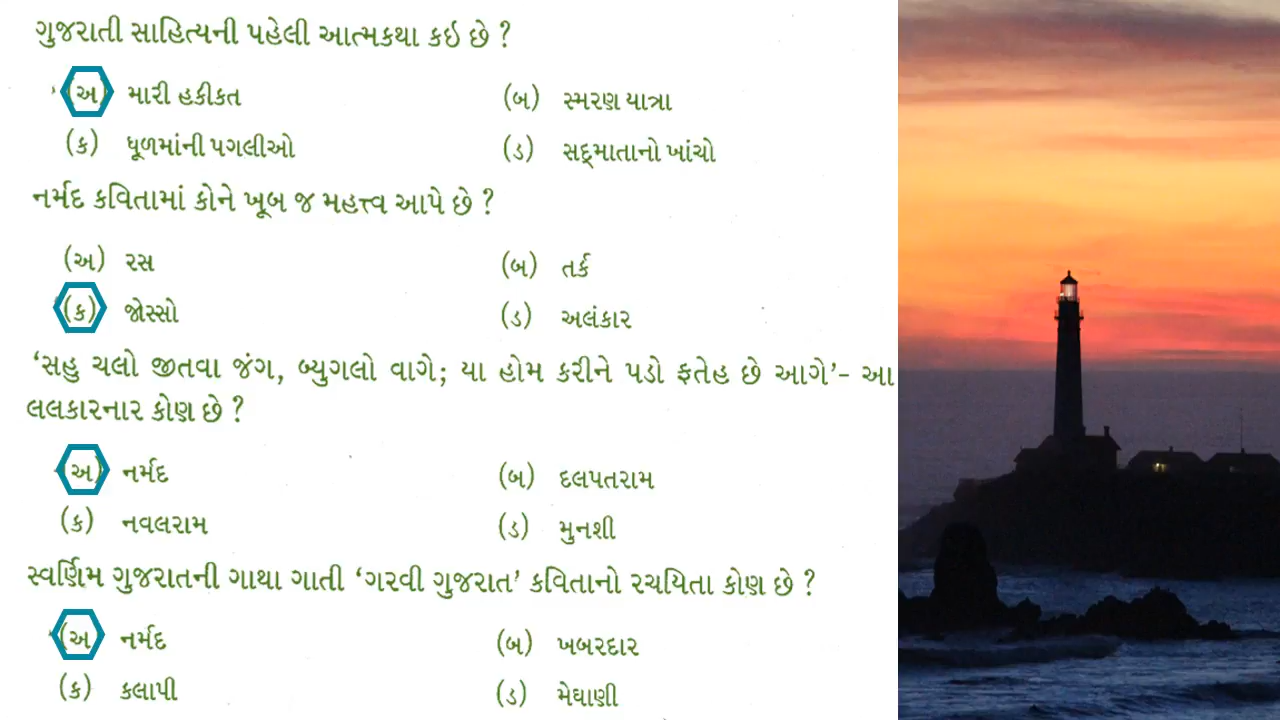 ગુજરાતી સાહિત્યની પહેલી આત્મકથા કઇ છે ?
(અ) મારી હકીકત (બ) સ્મરણ યાત્રા
(ક) ધૂળમાંની પગલીઓ (ડ) સદ્માતાનો ખાંચો
નર્મદ કવિતામાં કોને ખૂબ જ મહત્ત્વ આપે છે ?
(અ) રસ (બ) તર્ક
(ક) જોસ્સો (ડ) અલંકાર
‘સહુ ચલો જીતવા જંગ, બ્યુગલો વાગે; યા હોમ કરીને પડો ફતેહ છે આગે’- આ
લલકારનાર કોણ છે ?
(અ) નર્મદ (બ) દલપતરામ
(ક) નવલરામ (ડ) મુનશી
સ્વર્ણિમ ગુજરાતની ગાથા ગાતી ‘ગરવી ગુજરાત’ કવિતાનો રચયિતા કોણ છે ?
(અ નર્મદ (બ) ખબરદાર
(ક) કલાપી (ડ) મેઘાણી